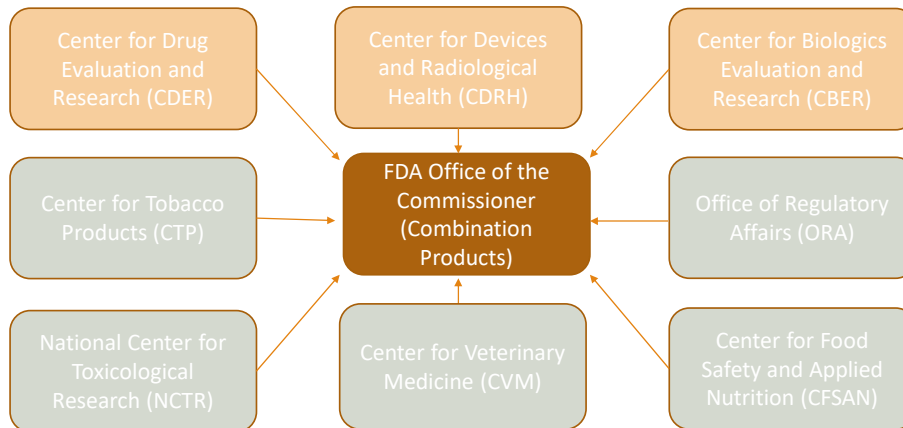 Center for Drug
Evaluation and
Research (CDER)
Center for Devices
and Radiological
Health (CDRH)
Center for Biologics
Evaluation and
Research (CBER)
Center for Tobacco
Products (CTP)
FDA Office of the
Commissioner
(Combination
Products)
Office of Regulatory
Affairs (ORA)
National Center for
Toxicological
Research (NCTR)
Center for Veterinary
Medicine (CVM)
Center for Food
Safety and Applied
Nutrition (CFSAN)